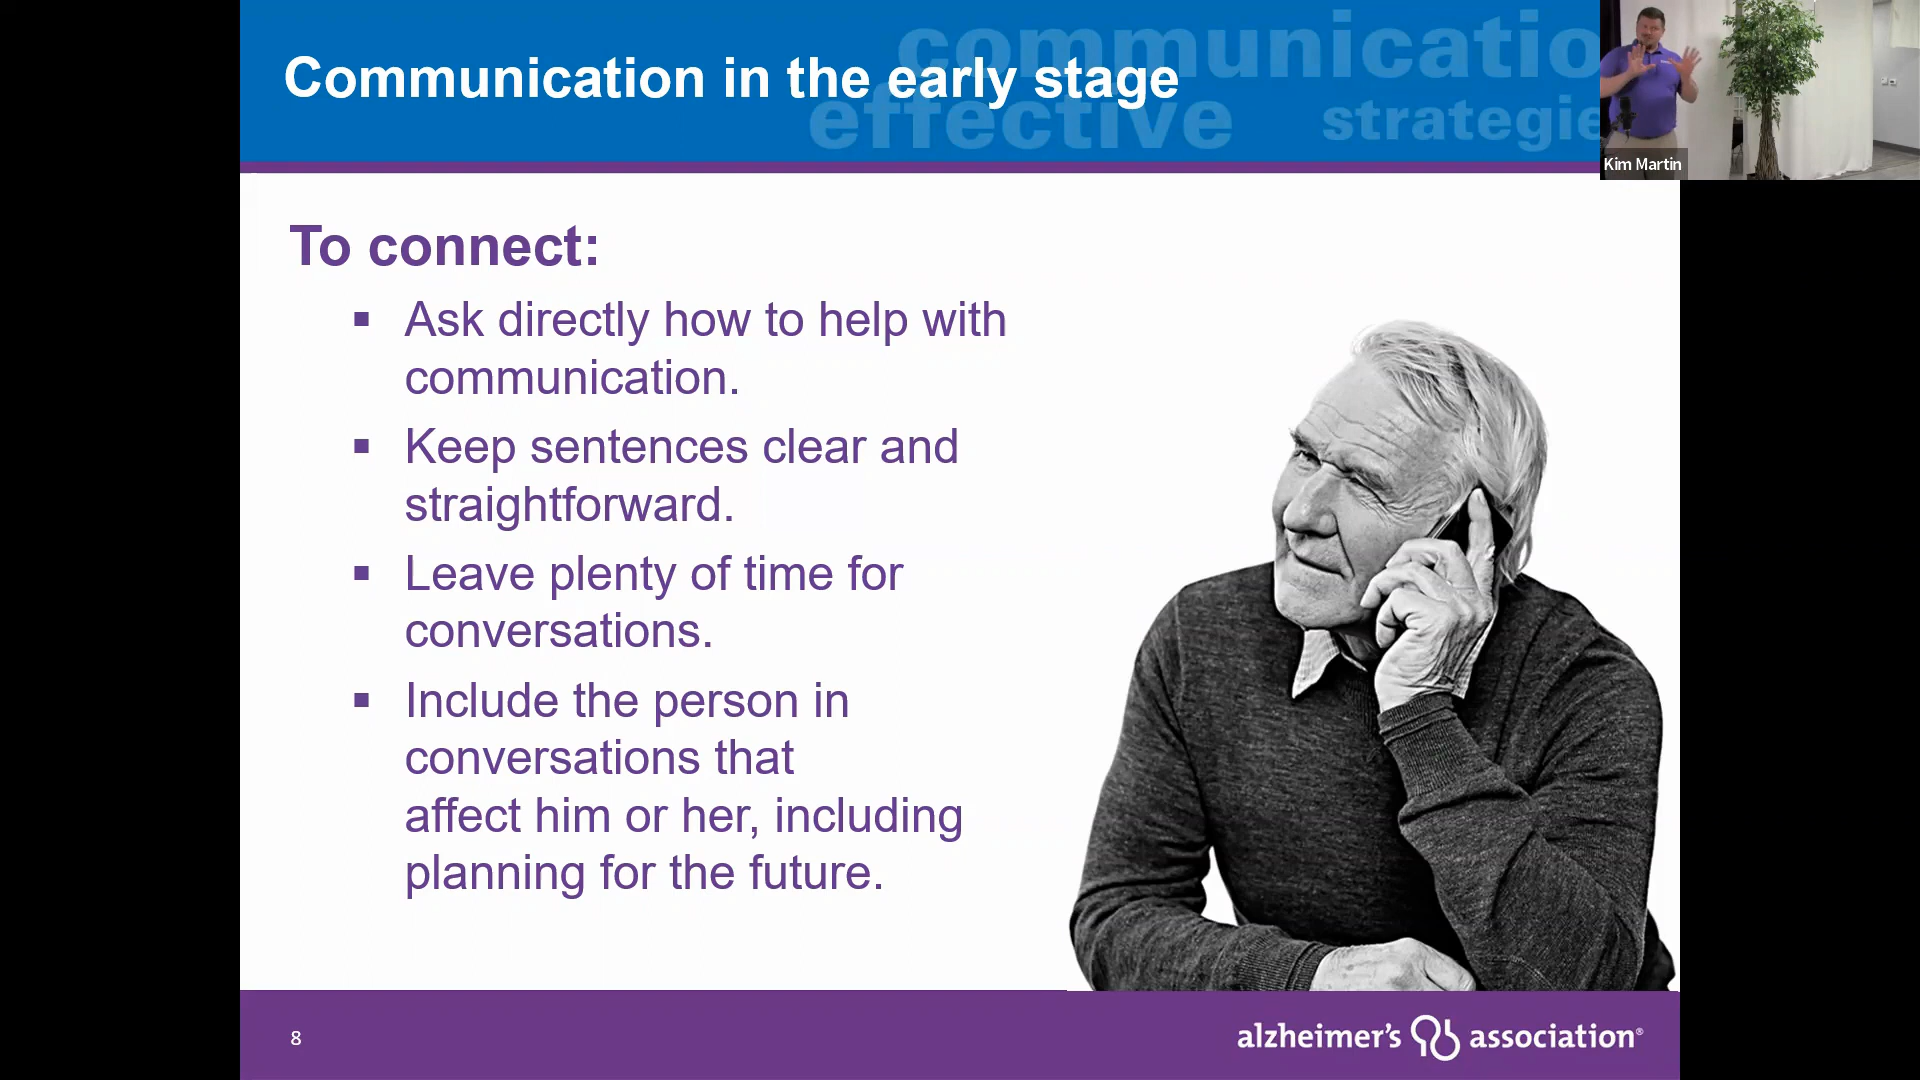 communicatio
Communication in the early stage
effective strategie
Kim Martin
To connect:
▪ Ask directly how to help with
communication.
▪ Keep sentences clear and
straightforward.
▪ Leave plenty of time for
conversations.
▪ Include the person in
conversations that
affect him or her, including
planning for the future.
8
alzheimer's association®